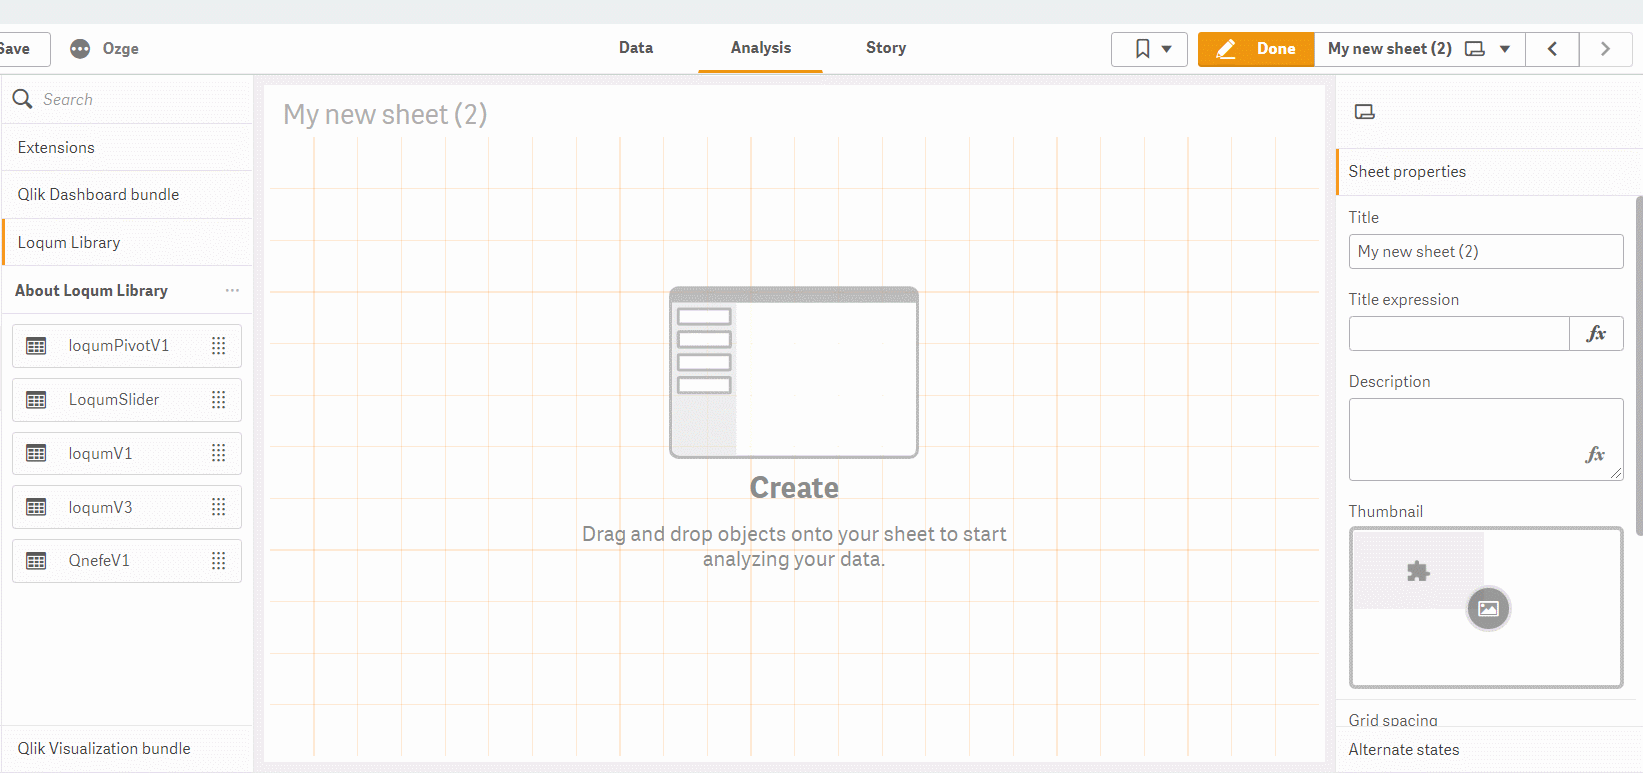 Save
Ozge
Data
Analysis
Story
Done
My new sheet (2)
Search
Extensions
Qlik Dashboard bundle
Loqum Library
About Loqum Library
loqumPivotV1
LoqumSlider
loqumV1
loqumV3
QnefeV1
Qlik Visualization bundle
My new sheet (2)
Create
Drag and drop objects onto your sheet to start
analyzing your data.
Sheet properties
Title
My new sheet (2)
Title expression
fx
Description
fx
Thumbnail
Grid spacing
Alternate states